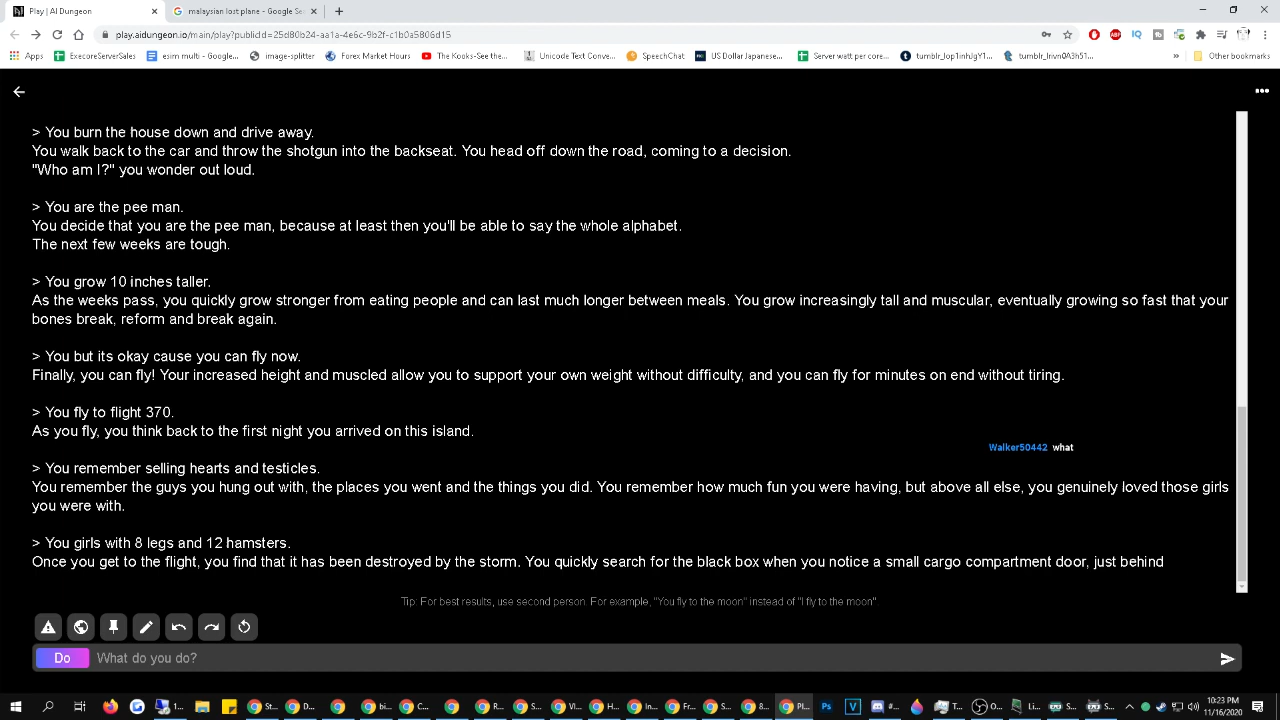 Play | AI Dungeon
malaysian lost plane - Google Se
play.aidungeon.io/main/play?publicId=25d80b24-aa1a-4e6c-9b2f-c1b0a5806d15
Apps ExecoreServerSales esim multi - Google... image-splitter Forex Market Hours The Kooks-See the... Unicode Text Conve... SpeechChat US Dollar Japanese... Server watt per core... Other bookmarks
> You burn the house down and drive away.
You walk back to the car and throw the shotgun into the backseat. You head off down the road, coming to a decision.
"Who am I?" you wonder out loud.
> You are the pee man.
You decide that you are the pee man, because at least then you'll be able to say the whole alphabet.
The next few weeks are tough.
> You grow 10 inches taller.
As the weeks pass, you quickly grow stronger from eating people and can last much longer between meals. You grow increasingly tall and muscular, eventually growing so fast that your
bones break, reform and break again.
> You but its okay cause you can fly now.
Finally, you can fly! Your increased height and muscled allow you to support your own weight without difficulty, and you can fly for minutes on end without tiring.
> You fly to flight 370.
As you fly, you think back to the first night you arrived on this island.
Walker50442 what
> You remember selling hearts and testicles.
You remember the guys you hung out with, the places you went and the things you did. You remember how much fun you were having, but above all else, you genuinely loved those girls
you were with.
> You girls with 8 legs and 12 hamsters.
Once you get to the flight, you find that it has been destroyed by the storm. You quickly search for the black box when you notice a small cargo compartment door, just behind
Tip: For best results, use second person. For example, "You fly to the moon" instead of "I fly to the moon".
Do What do you do?
1... St... D... bi... C... R... S... Vi... H... In... Fr... S... 8... Pl... #... T... O... Li... S... S...
10:23 PM
11/16/2020